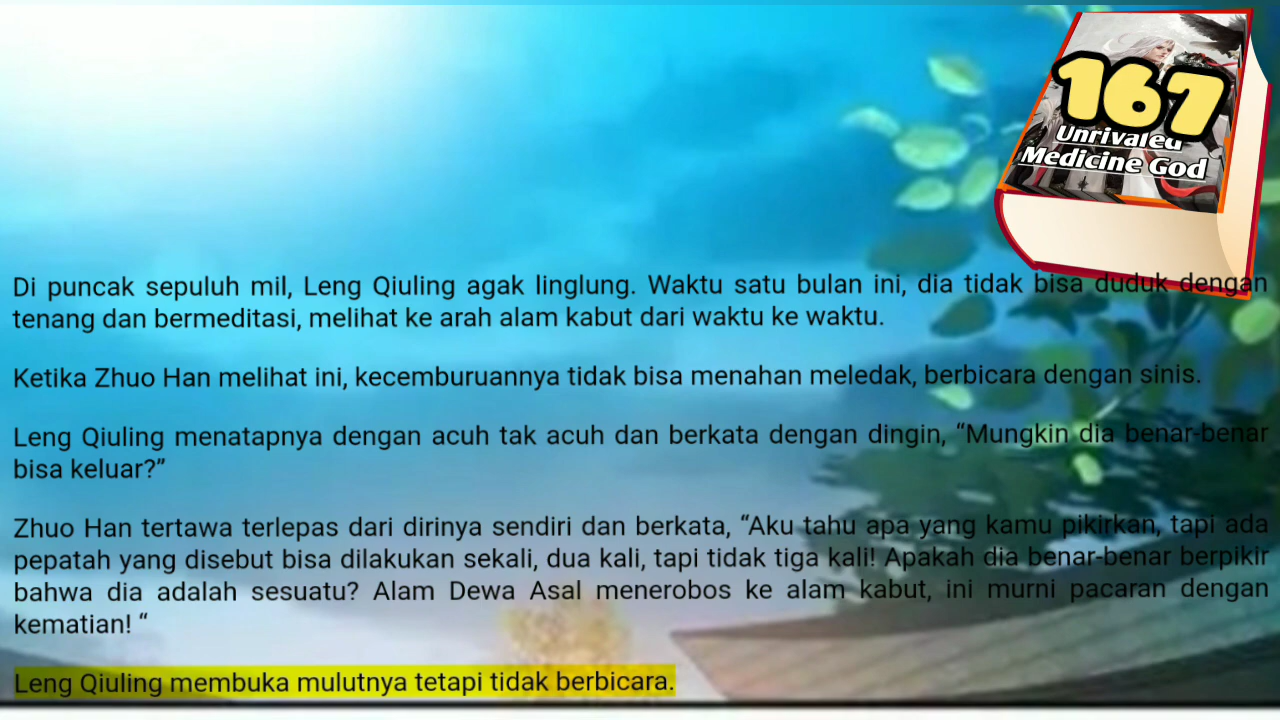 167
Unrivaled
Medicine God
Di puncak sepuluh mil, Leng Qiuling agak linglung. Waktu satu bulan ini, dia tidak bisa duduk dengan
tenang dan bermeditasi, melihat ke arah alam kabut dari waktu ke waktu.
Ketika Zhuo Han melihat ini, kecemburuannya tidak bisa menahan meledak, berbicara dengan sinis.
Leng Qiuling menatapnya dengan acuh tak acuh dan berkata dengan dingin, “Mungkin dia benar-benar
bisa keluar?”
Zhuo Han tertawa terlepas dari dirinya sendiri dan berkata, “Aku tahu apa yang kamu pikirkan, tapi ada
pepatah yang disebut bisa dilakukan sekali, dua kali, tapi tidak tiga kali! Apakah dia benar-benar berpikir
bahwa dia adalah sesuatu? Alam Dewa Asal menerobos ke alam kabut, ini murni pacaran dengan
kematian! “
Leng Qiuling membuka mulutnya tetapi tidak berbicara.